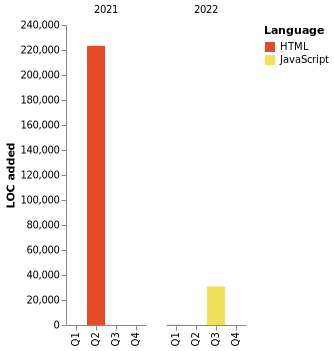 2021 2022
Language
HTML
JavaScript
LOC added
240,000
220,000
200,000
180,000
160,000
140,000
120,000
100,000
80,000
60,000
40,000
20,000
0
Q1 Q2 Q3 Q4 Q1 Q2 Q3 Q4